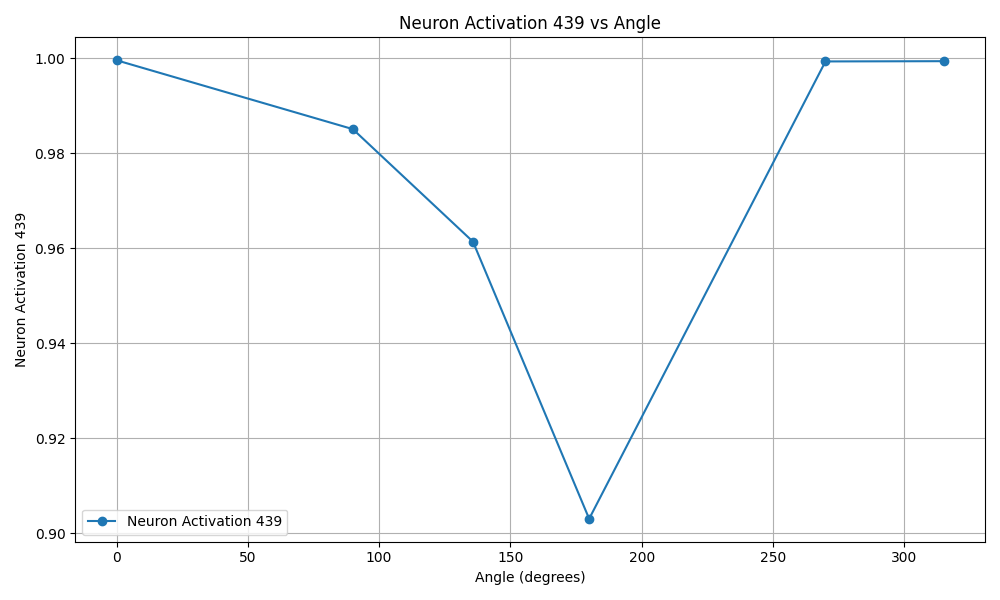 Neuron Activation 439 vs Angle
Neuron Activation 439
1.00
0.98
0.96
0.94
0.92
0.90
Neuron Activation 439
0 50 100 150 200 250 300
Angle (degrees)